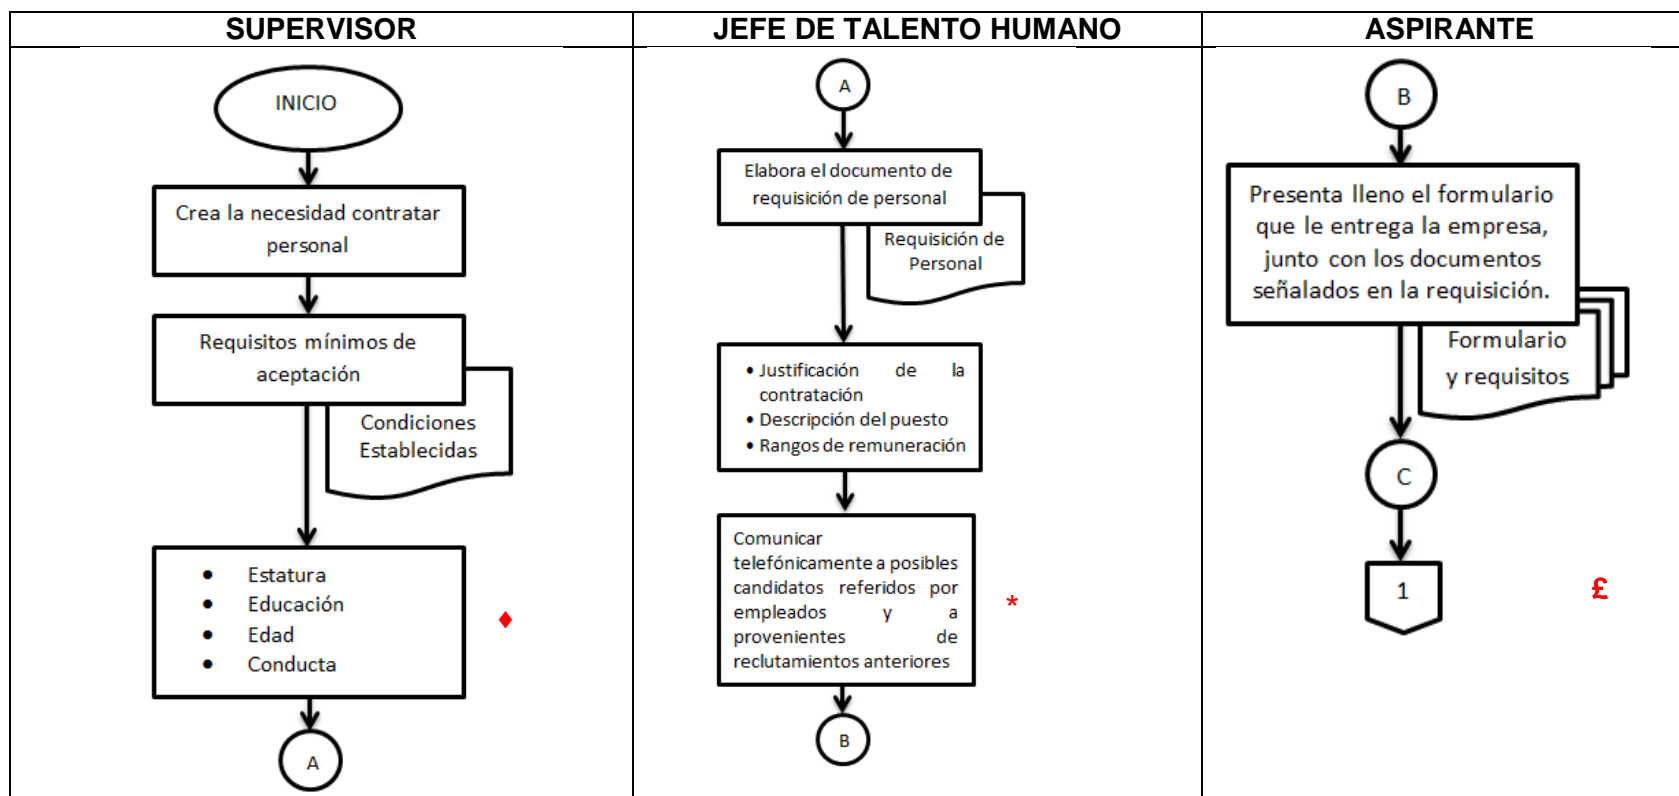 SUPERVISOR
INICIO
Crea la necesidad contratar
personal
Requisitos mínimos de
aceptación
Condiciones
Establecidas
• Estatura
• Educación
• Edad
• Conducta
♦
A
JEFE DE TALENTO HUMANO
A
Elabora el documento de
requisición de personal
Requisición de
Personal
• Justificación de la
contratación
• Descripción del puesto
• Rangos de remuneración
Comunicar
telefónicamente a posibles
candidatos referidos por
empleados y a
provenientes de
reclutamientos anteriores
*
B
ASPIRANTE
B
Presenta lleno el formulario
que le entrega la empresa,
junto con los documentos
señalados en la requisición.
Formulario
y requisitos
C
1
£